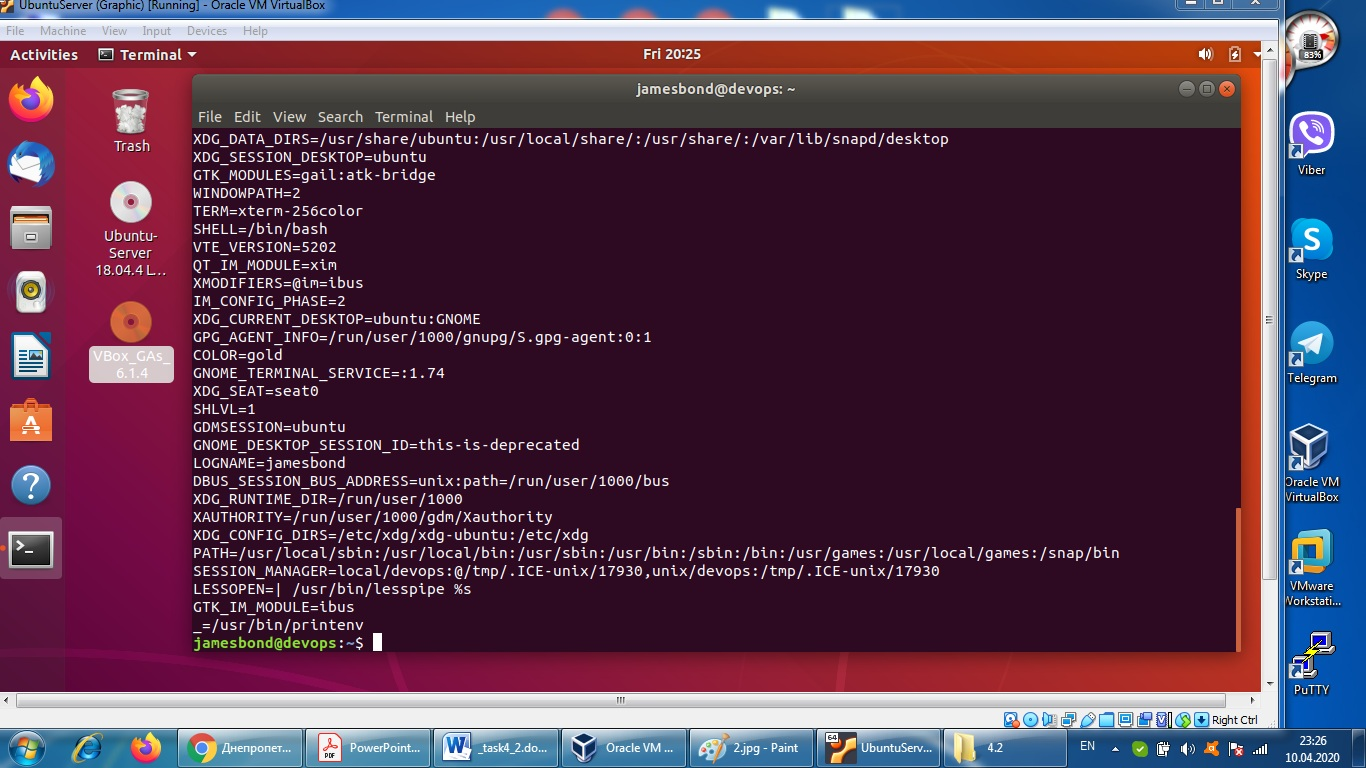 UbuntuServer (Graphic) [Running] - Oracle VM VirtualBox
File Machine View Input Devices Help
Activities Terminal Fri 20:25
jamesbond@devops: ~
File Edit View Search Terminal Help
XDG_DATA_DIRS=/usr/share/ubuntu:/usr/local/share/:/usr/share/:/var/lib/snapd/desktop
XDG_SESSION_DESKTOP=ubuntu
GTK_MODULES=gail:atk-bridge
WINDOWPATH=2
TERM=xterm-256color
SHELL=/bin/bash
VTE_VERSION=5202
QT_IM_MODULE=xim
XMODIFIERS=@im=ibus
IM_CONFIG_PHASE=2
XDG_CURRENT_DESKTOP=ubuntu:GNOME
GPG_AGENT_INFO=/run/user/1000/gnupg/S.gpg-agent:0:1
COLOR=gold
GNOME_TERMINAL_SERVICE=:1.74
XDG_SEAT=seat0
SHLVL=1
GDMSESSION=ubuntu
GNOME_DESKTOP_SESSION_ID=this-is-deprecated
LOGNAME=jamesbond
DBUS_SESSION_BUS_ADDRESS=unix:path=/run/user/1000/bus
XDG_RUNTIME_DIR=/run/user/1000
XAUTHORITY=/run/user/1000/gdm/Xauthority
XDG_CONFIG_DIRS=/etc/xdg/xdg-ubuntu:/etc/xdg
PATH=/usr/local/sbin:/usr/local/bin:/usr/sbin:/usr/bin:/sbin:/bin:/usr/games:/usr/local/games:/snap/bin
SESSION_MANAGER=local/devops:@/tmp/.ICE-unix/17930,unix/devops:/tmp/.ICE-unix/17930
LESSOPEN=| /usr/bin/lesspipe %s
GTK_IM_MODULE=ibus
_=/usr/bin/printenv
jamesbond@devops:~$
Trash
Ubuntu-
Server
18.04.4 L...
VBox_GAs_
6.1.4
83%
Viber
Skype
Telegram
Oracle VM
VirtualBox
VMware
Workstati...
PuTTY
Right Ctrl
Днепропет...
PowerPoint...
_task4_2.do...
Oracle VM ...
2.jpg - Paint
UbuntuServ...
4.2
EN
23:26
10.04.2020